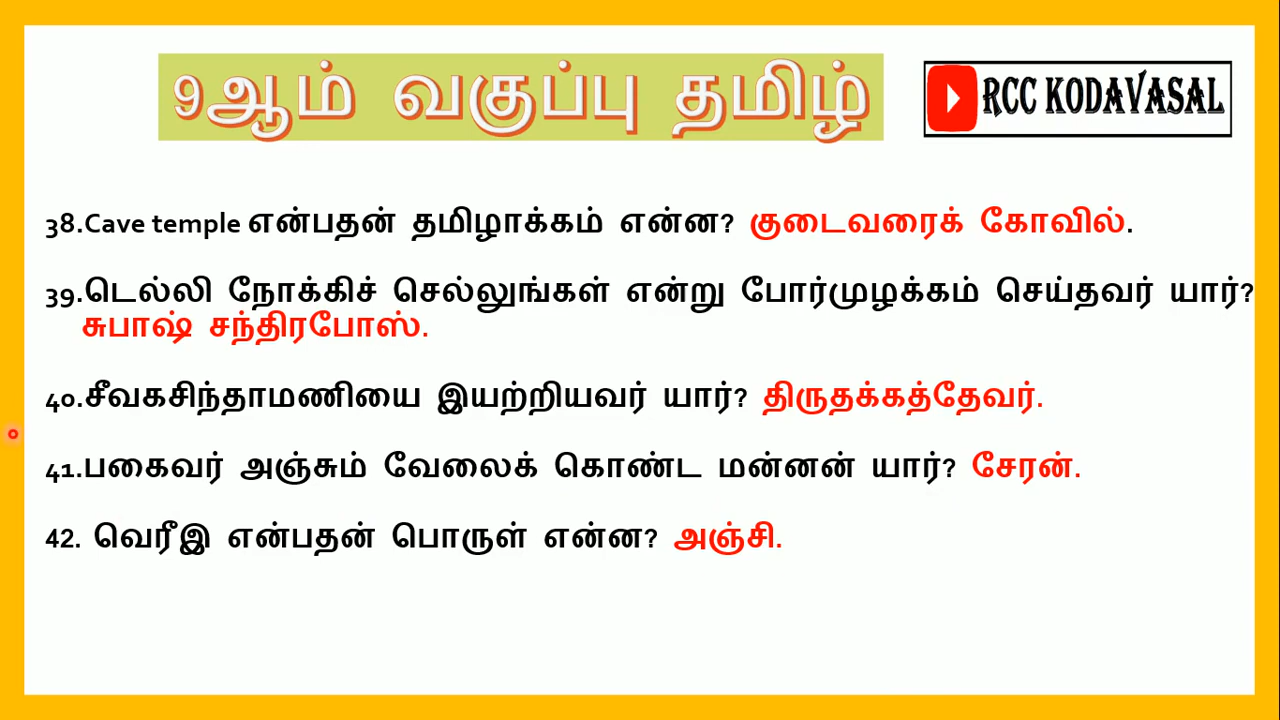 9ஆம் வகுப்பு தமிழ்
RCC KODAVASAL
38.Cave temple என்பதன் தமிழாக்கம் என்ன? குடைவரைக் கோவில்.
39.டெல்லி நோக்கிச் செல்லுங்கள் என்று போர்முழக்கம் செய்தவர் யார்?
சுபாஷ் சந்திரபோஸ்.
40.சீவகசிந்தாமணியை இயற்றியவர் யார்? திருதக்கத்தேவர்.
41.பகைவர் அஞ்சும் வேலைக் கொண்ட மன்னன் யார்? சேரன்.
42. வெரீஇ என்பதன் பொருள் என்ன? அஞ்சி.